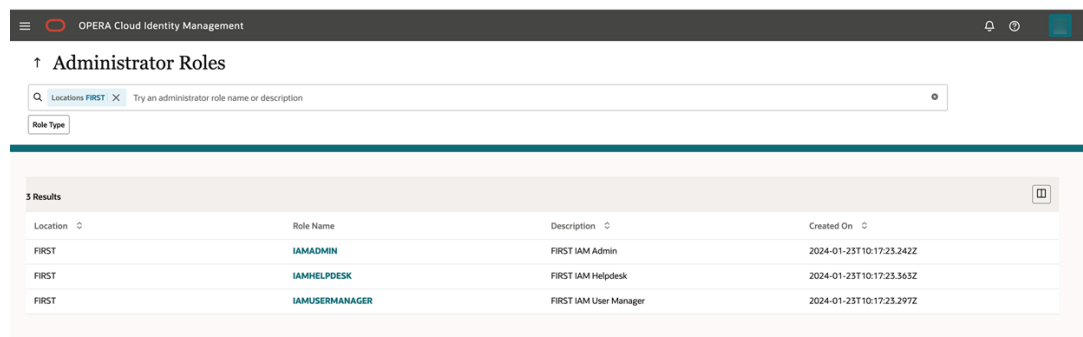 OPERA Cloud Identity Management
Administrator Roles
Locations FIRST Try an administrator role name or description
Role Type
3 Results
Location Role Name Description Created On
FIRST IAMADMIN FIRST IAM Admin 2024-01-23T10:17:23.242Z
FIRST IAMHELPDESK FIRST IAM Helpdesk 2024-01-23T10:17:23.363Z
FIRST IAMUSERMANAGER FIRST IAM User Manager 2024-01-23T10:17:23.297Z